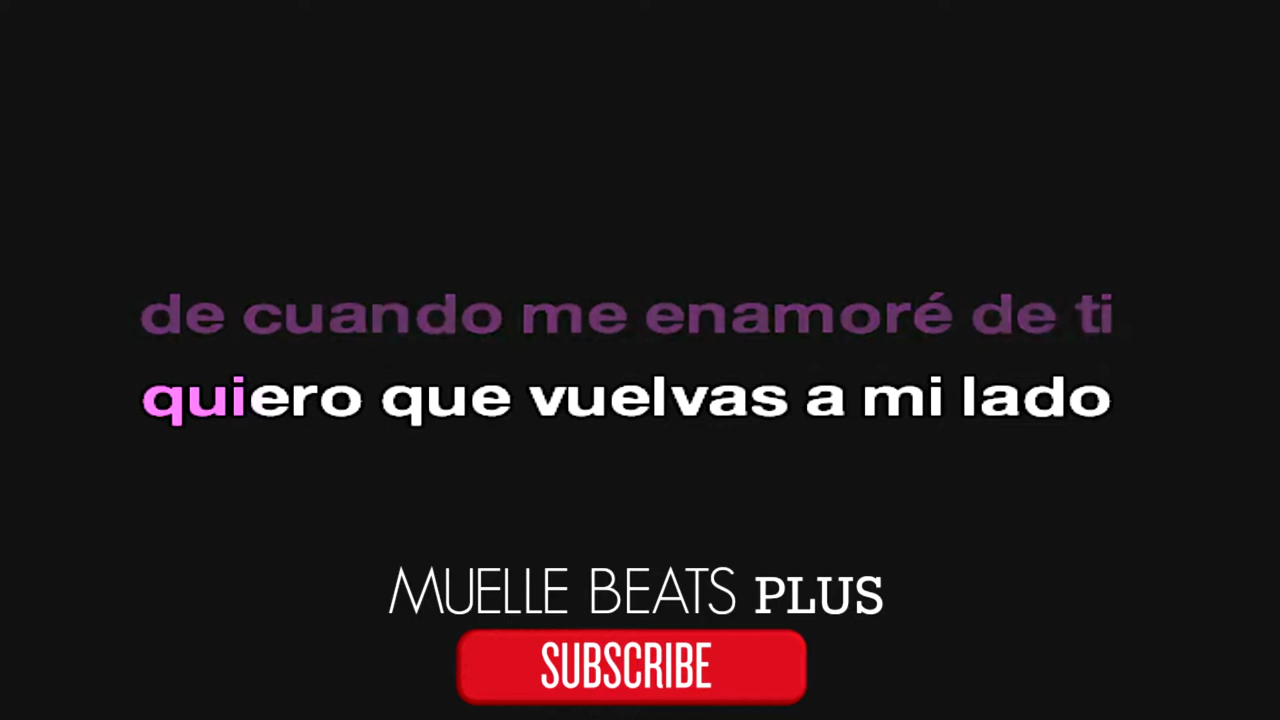 de cuando me enamoré de ti
quiero que vuelvas a mi lado
MUELLE BEATS PLUS
SUBSCRIBE